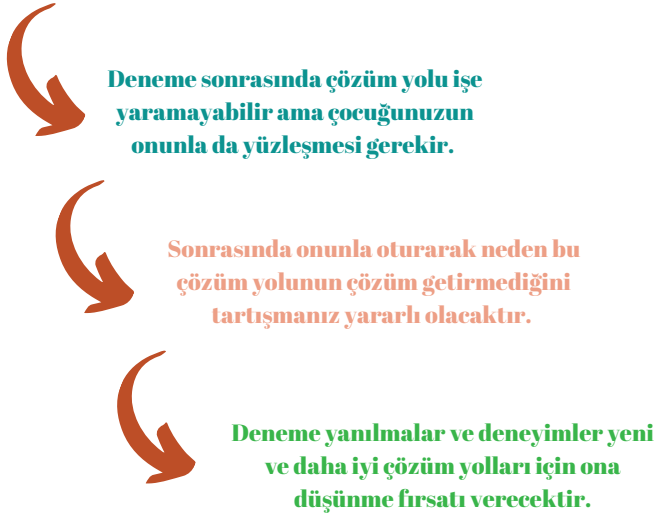 Deneme sonrasında çözüm yolu işe
yaramayabilir ama çocuğunuzun
onunla da yüzleşmesi gerekir.
Sonrasında onunla oturarak neden bu
çözüm yolunun çözüm getirmediğini
tartışmanız yararlı olacaktır.
Deneme yanılmalar ve deneyimler yeni
ve daha iyi çözüm yolları için ona
düşünme fırsatı verecektir.